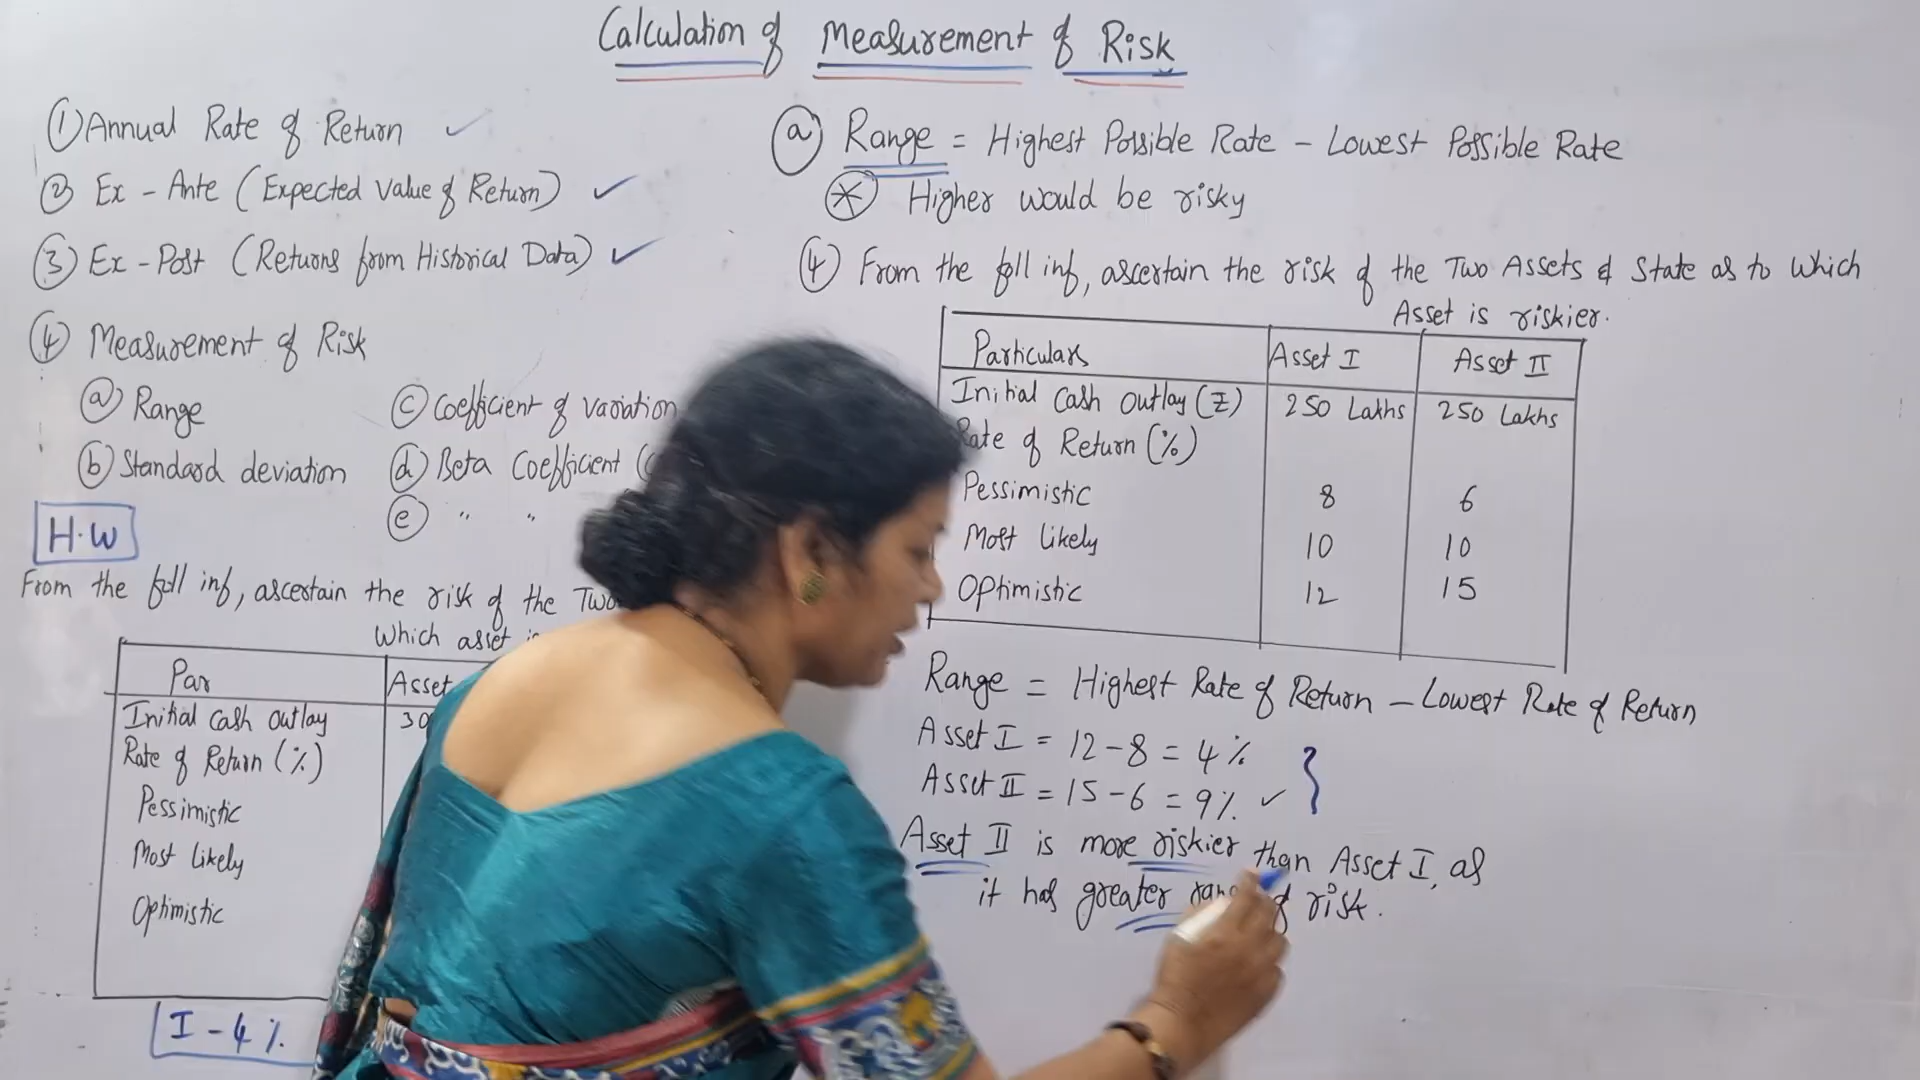 Calculation of Measurement of Risk
① Annual Rate of Return ✓
② Ex - Ante (Expected Value of Return) ✓
③ Ex - Post (Returns from Historical Data) ✓
④ Measurement of Risk
ⓐ Range
ⓑ Standard deviation
ⓒ Coefficient of variation
ⓓ Beta Coefficient (
ⓔ " "
H.W
From the foll inf, ascertain the risk of the Two
Which asset
Par Asset
Initial Cash outlay 30
Rate of Return (%)
Pessimistic
Most Likely
Optimistic
I - 4%
ⓐ Range = Highest Possible Rate - Lowest Possible Rate
* Higher would be risky
④ From the foll inf, ascertain the risk of the Two Assets & State as to Which
Asset is riskier.
Particulars Asset I Asset II
Initial Cash outlay (₹) 250 Lakhs 250 Lakhs
Rate of Return (%)
Pessimistic 8 6
Most Likely 10 10
Optimistic 12 15
Range = Highest Rate of Return - Lowest Rate of Return
Asset I = 12 - 8 = 4%
Asset II = 15 - 6 = 9% ✓
Asset II is more riskier than Asset I, as
it has greater range of risk.